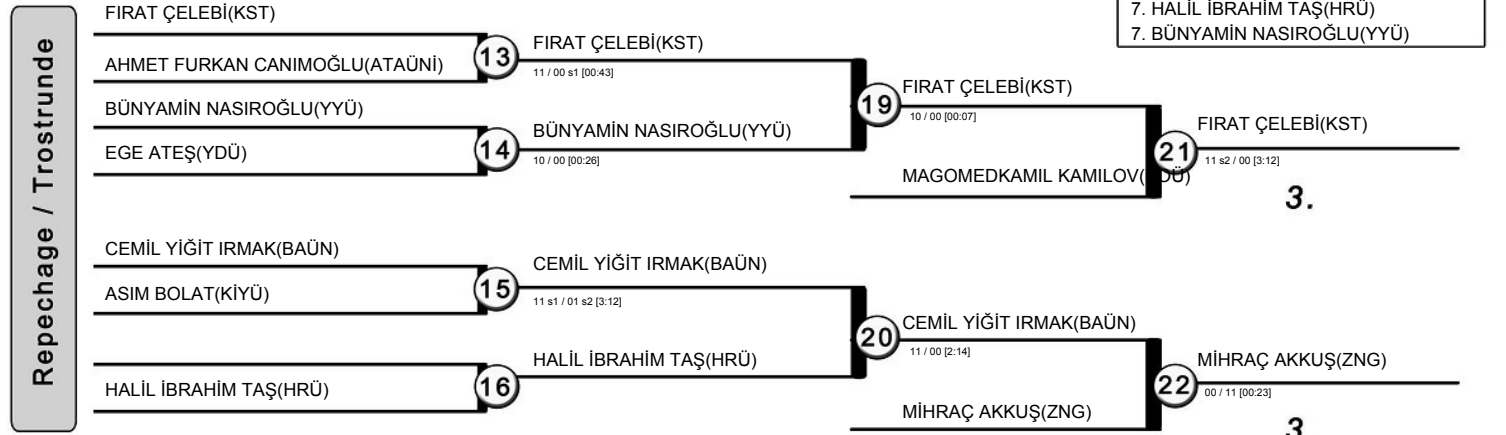 7. HALİL İBRAHİM TAŞ(HRÜ)
7. BÜNYAMİN NASIROĞLU(YYÜ)
Repechage / Trostrunde
FIRAT ÇELEBİ(KST)
AHMET FURKAN CANIMOĞLU(ATAÜNİ)
13
FIRAT ÇELEBİ(KST)
11 / 00 s1 [00:43]
BÜNYAMİN NASIROĞLU(YYÜ)
EGE ATEŞ(YDÜ)
14
BÜNYAMİN NASIROĞLU(YYÜ)
10 / 00 [00:26]
19
FIRAT ÇELEBİ(KST)
10 / 00 [00:07]
MAGOMEDKAMIL KAMILOV(
21
FIRAT ÇELEBİ(KST)
11 s2 / 00 [3:12]
3.
CEMİL YİĞİT IRMAK(BAÜN)
ASIM BOLAT(KİYÜ)
15
CEMİL YİĞİT IRMAK(BAÜN)
11 s1 / 01 s2 [3:12]
HALİL İBRAHİM TAŞ(HRÜ)
16
HALİL İBRAHİM TAŞ(HRÜ)
20
CEMİL YİĞİT IRMAK(BAÜN)
11 / 00 [2:14]
MİHRAÇ AKKUŞ(ZNG)
22
MİHRAÇ AKKUŞ(ZNG)
00 / 11 [00:23]
3